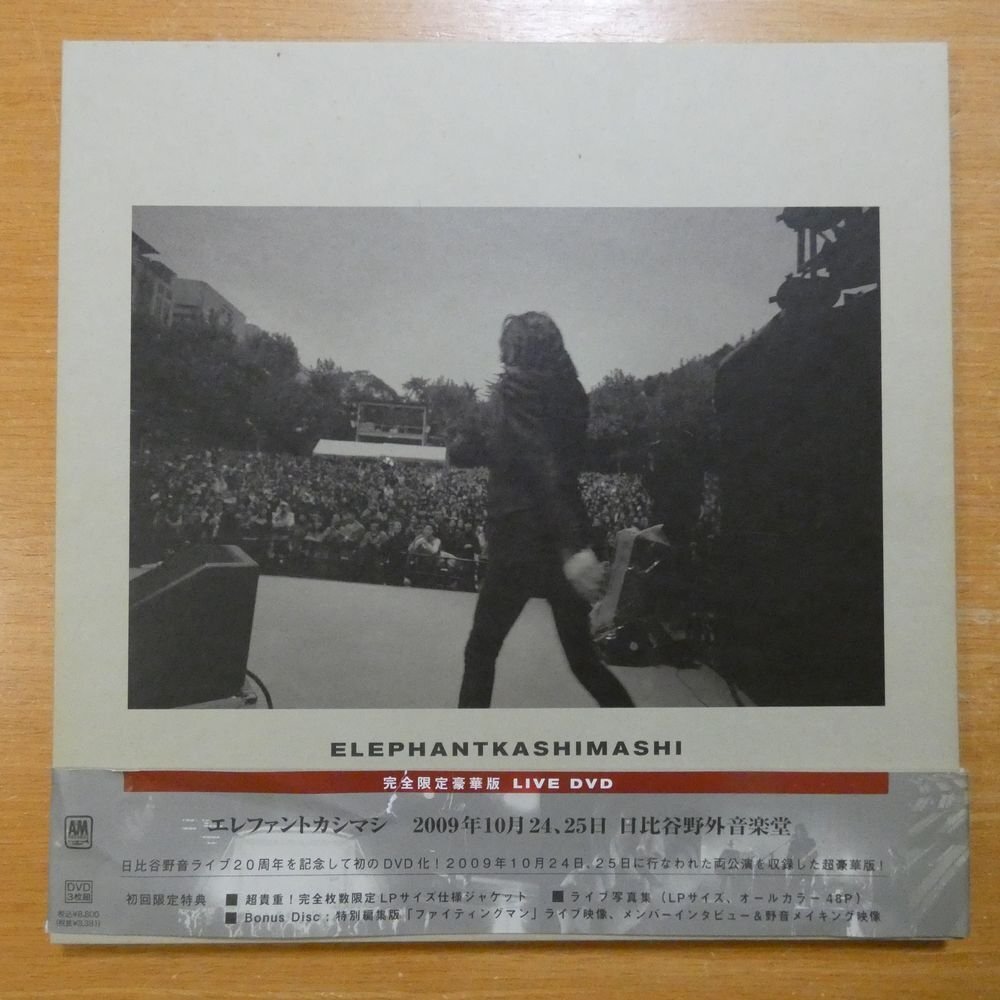 ELEPHANTKASHIMASHI
完全限定豪華版 LIVE DVD
エレファントカシマシ 2009年10月24、25日 日比谷野外音楽堂
日比谷野音ライブ20周年を記念して初のDVD化！2009年10月24日、25日に行なわれた両公演を収録した超豪華版！
初回限定特典 ■ 超貴重！完全枚数限定LPサイズ仕様ジャケット ■ ライブ写真集（LPサイズ、オールカラー48P）
■ Bonus Disc：特別編集版「ファイティングマン」ライブ映像、メンバーインタビュー＆野音メイキング映像
A&M
RECORDS
DVD
3枚組
税込¥8,800